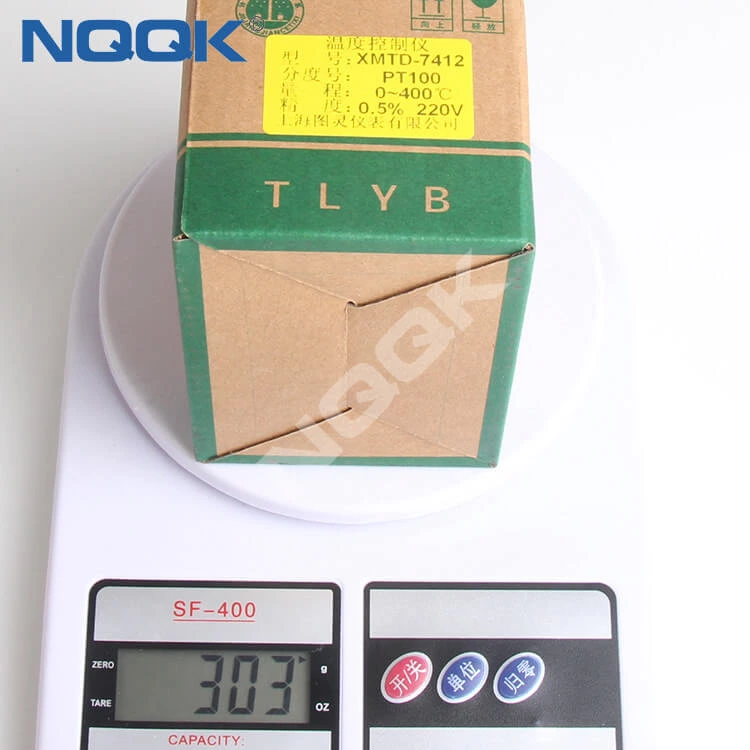 NQQK
向上
轻放
温度控制仪
型 号: XMTD-7412
分度号: PT100
量 程: 0~400℃
精 度: 0.5% 220V
上海图灵仪表有限公司
TLYB
NQQK
SF-400
ZERO
TARE
303
g
OZ
开/关
单位
归零
CAPACITY: